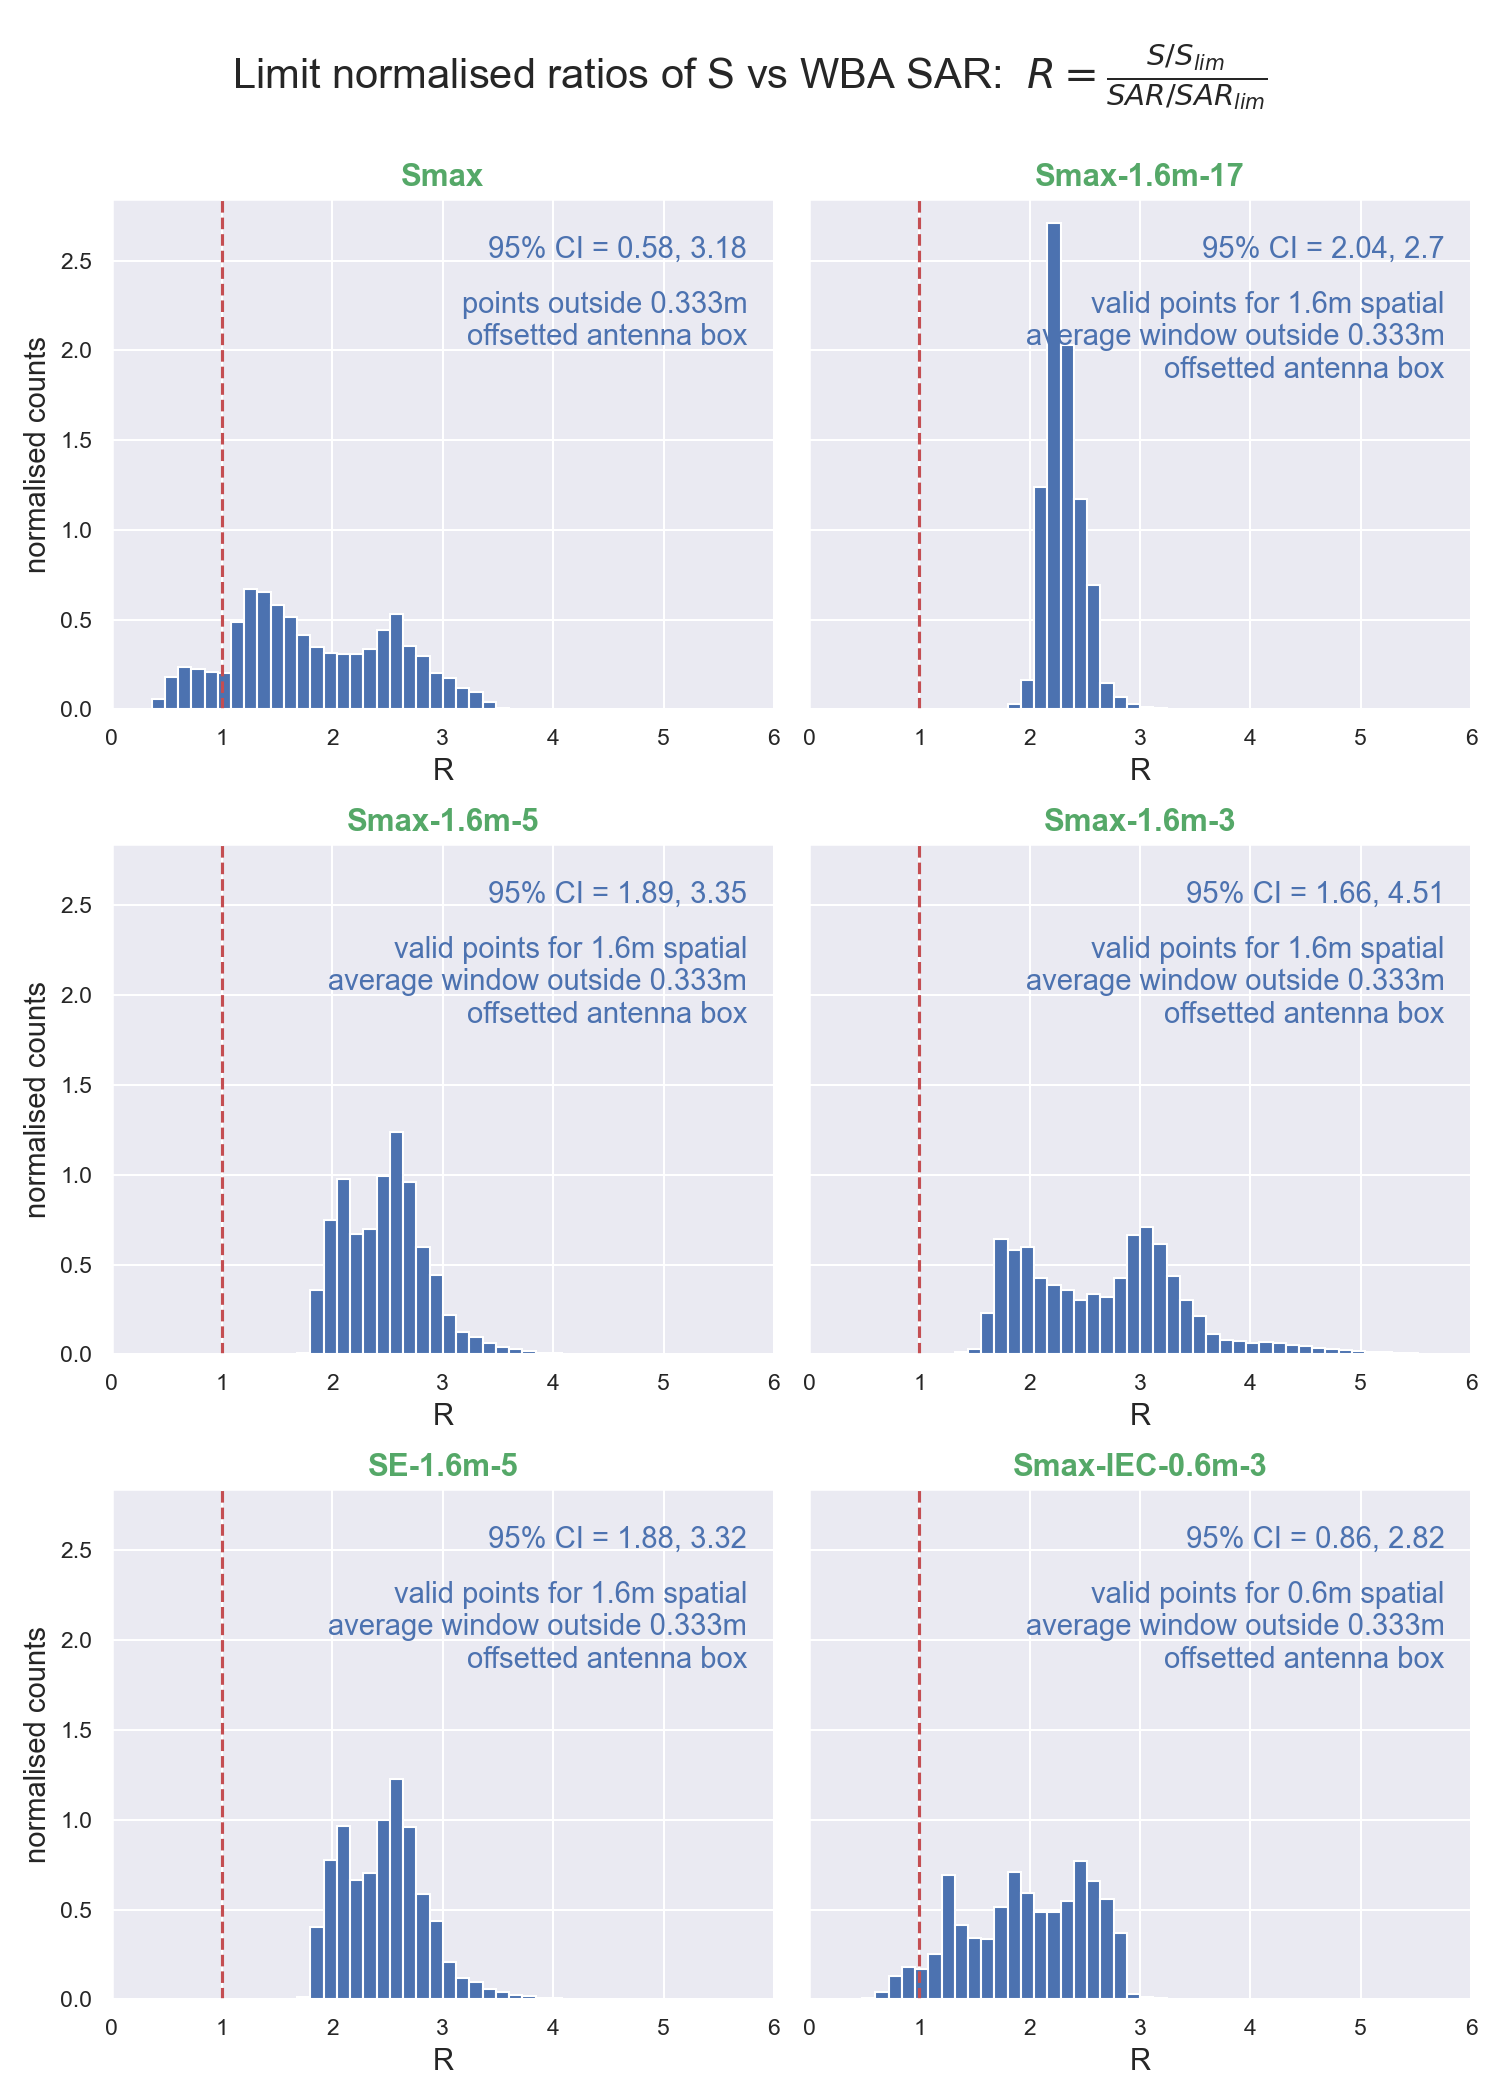 Limit normalised ratios of S vs WBA SAR: R = S/S_lim / SAR/SAR_lim
Smax
95% CI = 0.58, 3.18
points outside 0.333m
offsetted antenna box
normalised counts
2.5
2.0
1.5
1.0
0.5
0.0
0 1 2 3 4 5 6
R
Smax-1.6m-17
95% CI = 2.04, 2.7
valid points for 1.6m spatial
average window outside 0.333m
offsetted antenna box
0 1 2 3 4 5 6
R
Smax-1.6m-5
95% CI = 1.89, 3.35
valid points for 1.6m spatial
average window outside 0.333m
offsetted antenna box
normalised counts
2.5
2.0
1.5
1.0
0.5
0.0
0 1 2 3 4 5 6
R
Smax-1.6m-3
95% CI = 1.66, 4.51
valid points for 1.6m spatial
average window outside 0.333m
offsetted antenna box
0 1 2 3 4 5 6
R
SE-1.6m-5
95% CI = 1.88, 3.32
valid points for 1.6m spatial
average window outside 0.333m
offsetted antenna box
normalised counts
2.5
2.0
1.5
1.0
0.5
0.0
0 1 2 3 4 5 6
R
Smax-IEC-0.6m-3
95% CI = 0.86, 2.82
valid points for 0.6m spatial
average window outside 0.333m
offsetted antenna box
0 1 2 3 4 5 6
R